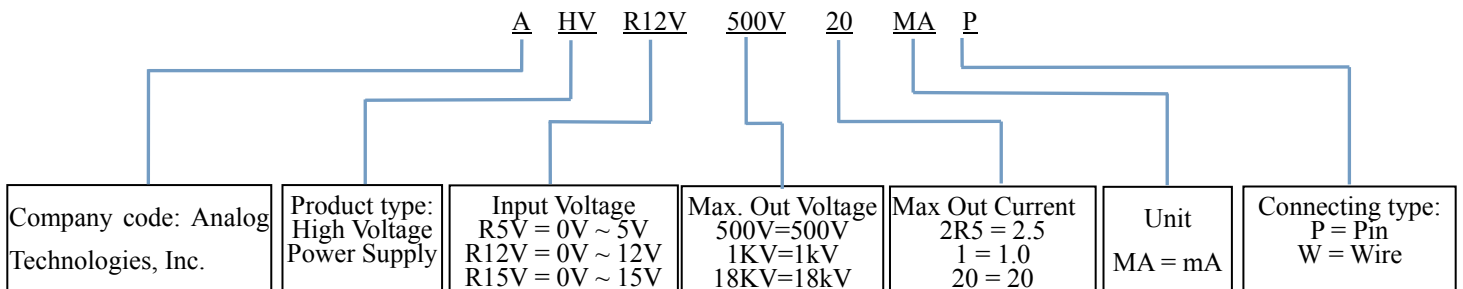 A HV R12V 500V 20 MA P
Company code: Analog
Technologies, Inc.
Product type:
High Voltage
Power Supply
Input Voltage
R5V = 0V ~ 5V
R12V = 0V ~ 12V
R15V = 0V ~ 15V
Max. Out Voltage
500V=500V
1KV=1kV
18KV=18kV
Max Out Current
2R5 = 2.5
1 = 1.0
20 = 20
Unit
MA = mA
Connecting type:
P = Pin
W = Wire